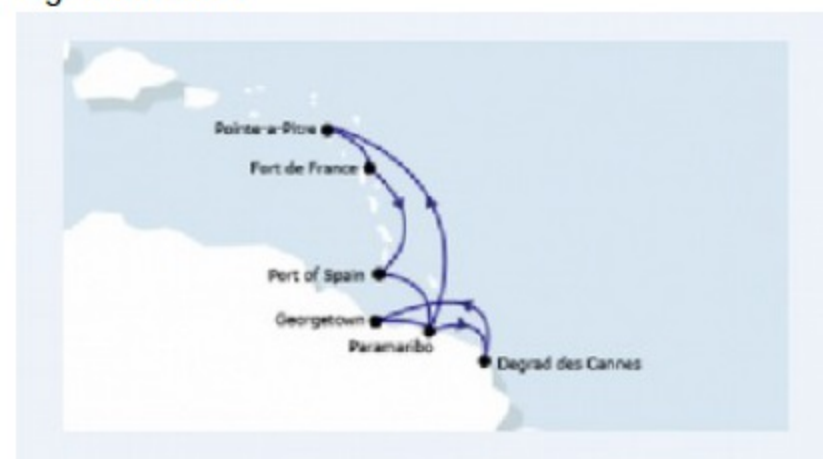 Pointe-a-Pitre
Fort de France
Port of Spain
Georgetown
Paramaribo
Degrad des Cannes